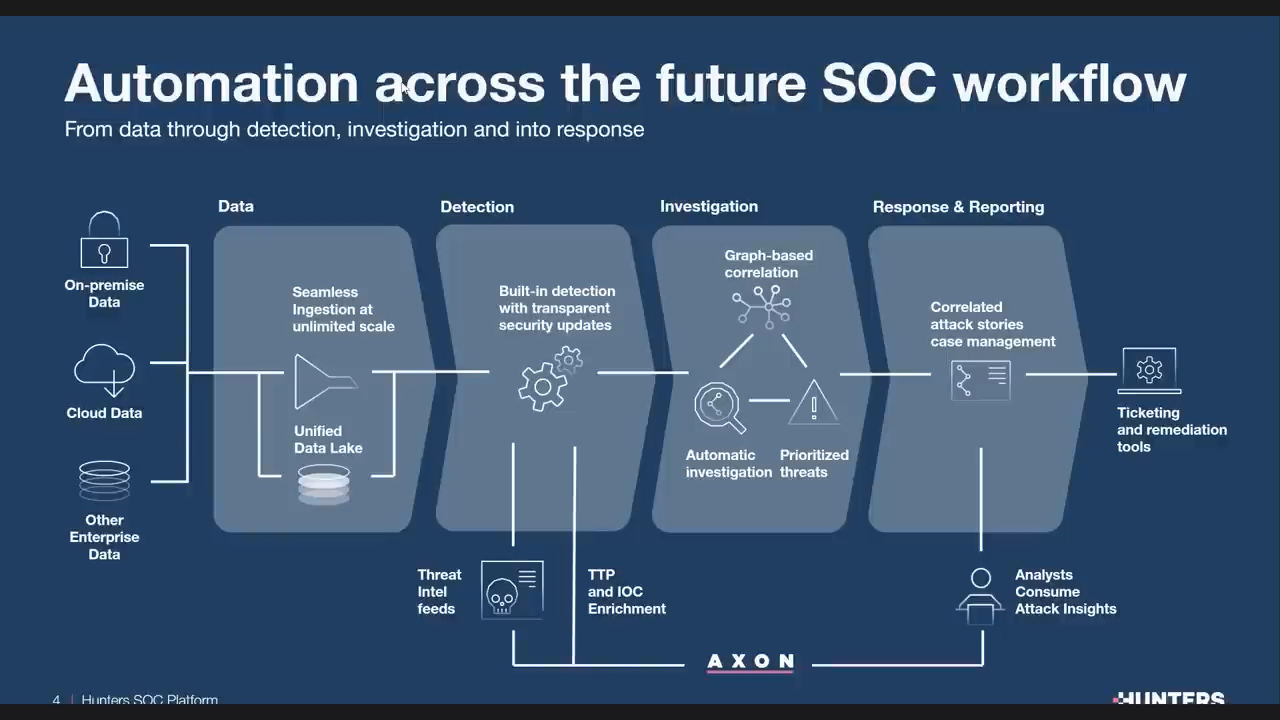 Automation across the future SOC workflow
From data through detection, investigation and into response
Data
Detection
Investigation
Response & Reporting
On-premise
Data
Cloud Data
Other
Enterprise
Data
Seamless
Ingestion at
unlimited scale
Unified
Data Lake
Built-in detection
with transparent
security updates
Graph-based
correlation
Automatic
investigation
Prioritized
threats
Correlated
attack stories
case management
Ticketing
and remediation
tools
Threat
Intel
feeds
TTP
and IOC
Enrichment
Analysts
Consume
Attack Insights
AXON
4 | Hunters SOC Platform
HUNTERS